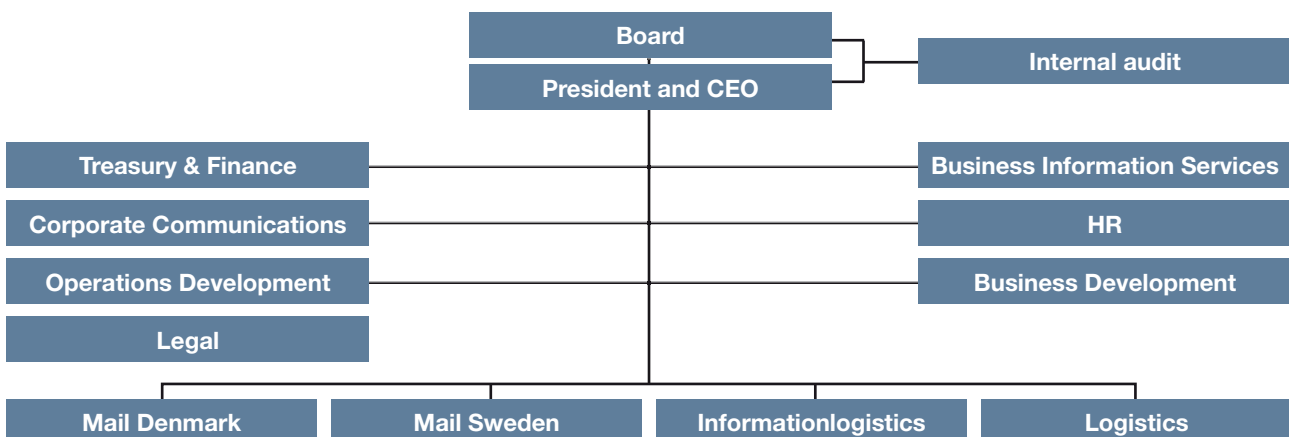 Board
Internal audit
President and CEO
Treasury & Finance
Business Information Services
Corporate Communications
HR
Operations Development
Business Development
Legal
Mail Denmark
Mail Sweden
Informationlogistics
Logistics